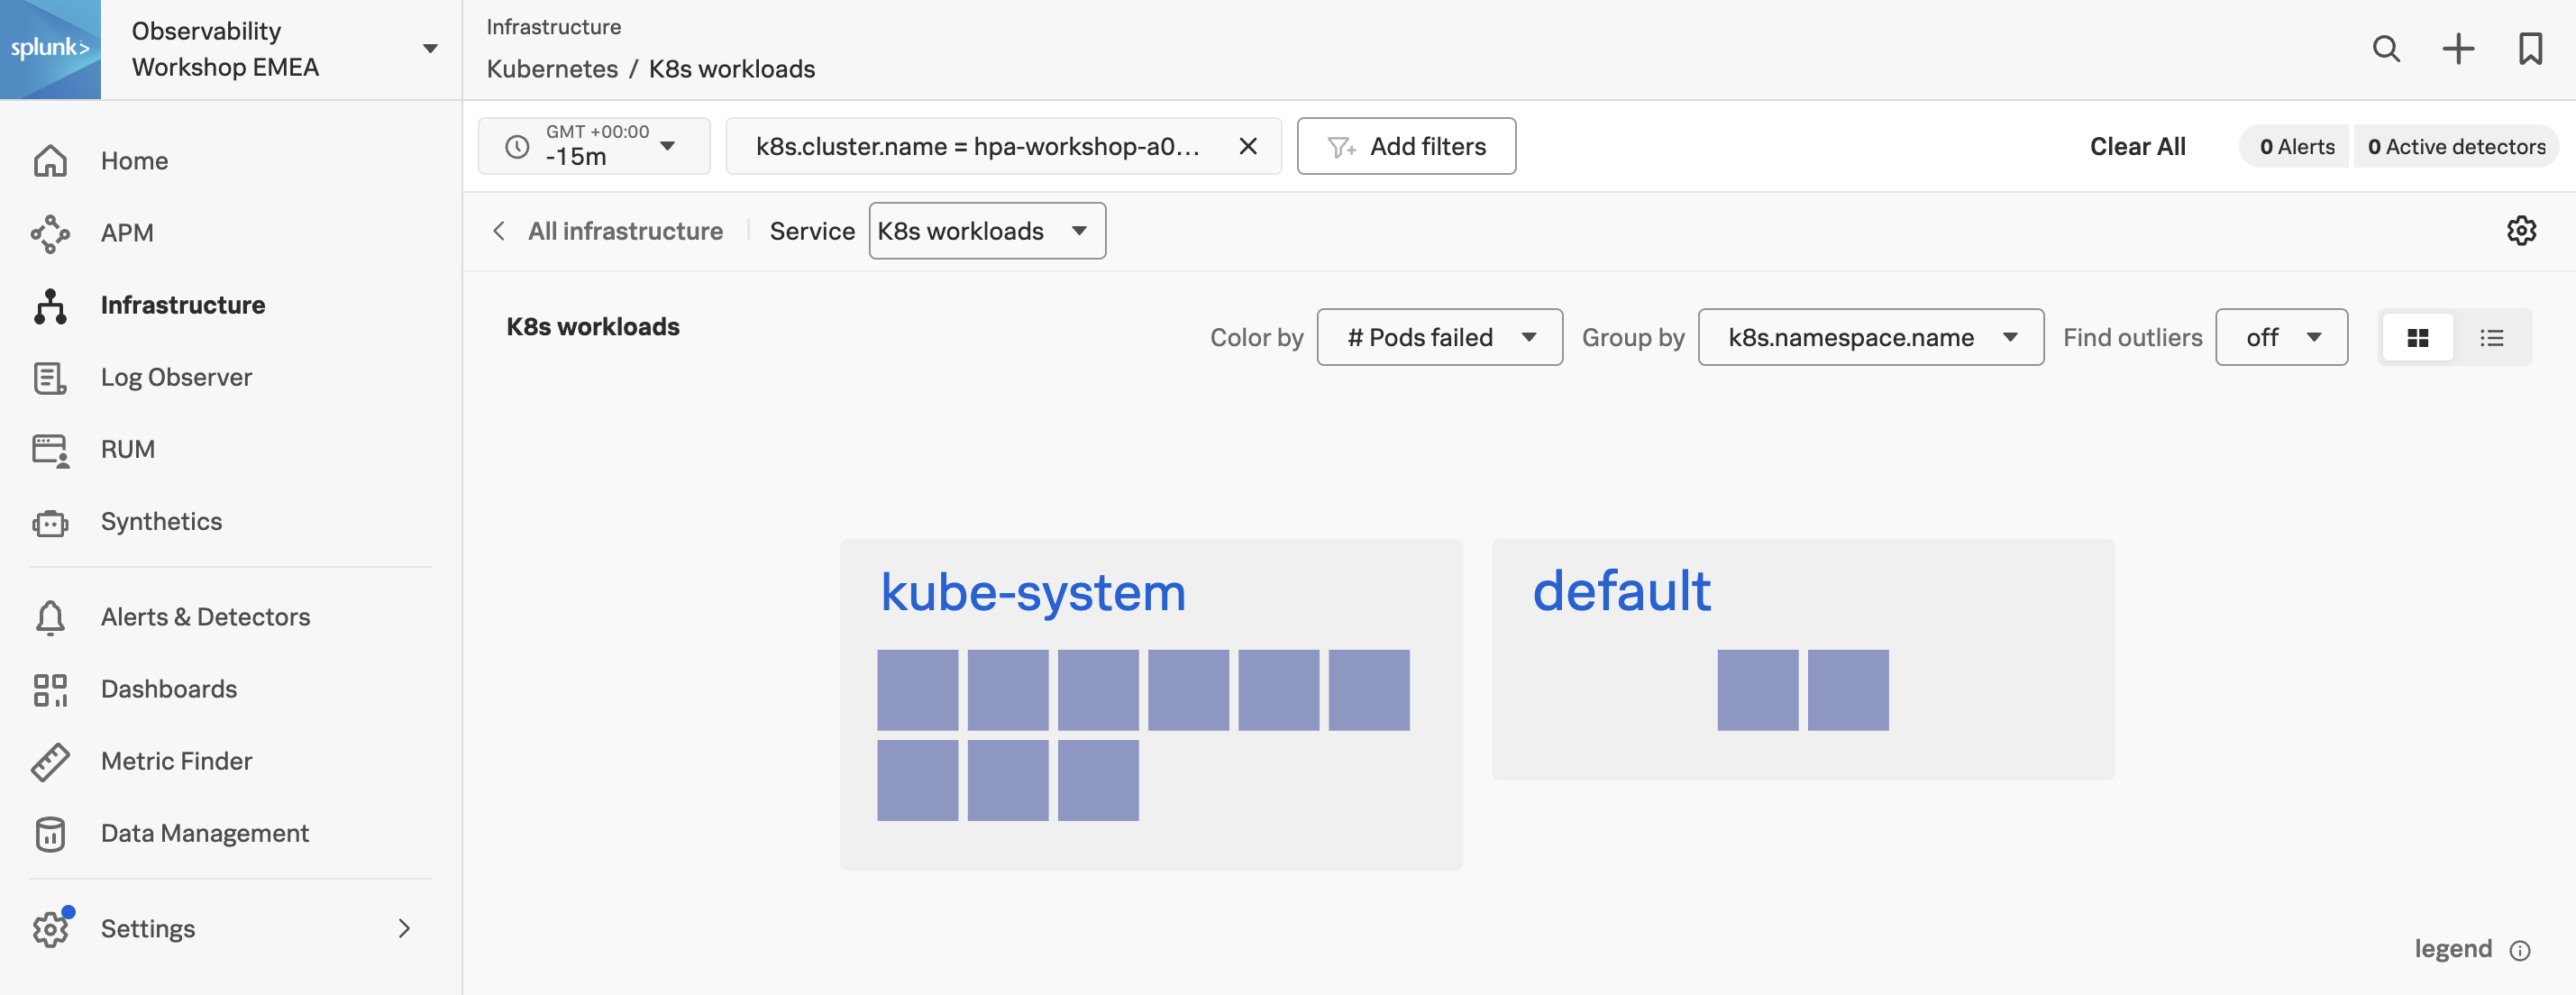 splunk>
Observability
Workshop EMEA
Infrastructure
Kubernetes / K8s workloads
Home
APM
Infrastructure
Log Observer
RUM
Synthetics
Alerts & Detectors
Dashboards
Metric Finder
Data Management
Settings
GMT +00:00
-15m
k8s.cluster.name = hpa-workshop-a0...
Add filters
Clear All
0 Alerts
0 Active detectors
All infrastructure
Service
K8s workloads
K8s workloads
Color by
# Pods failed
Group by
k8s.namespace.name
Find outliers
off
kube-system
default
legend